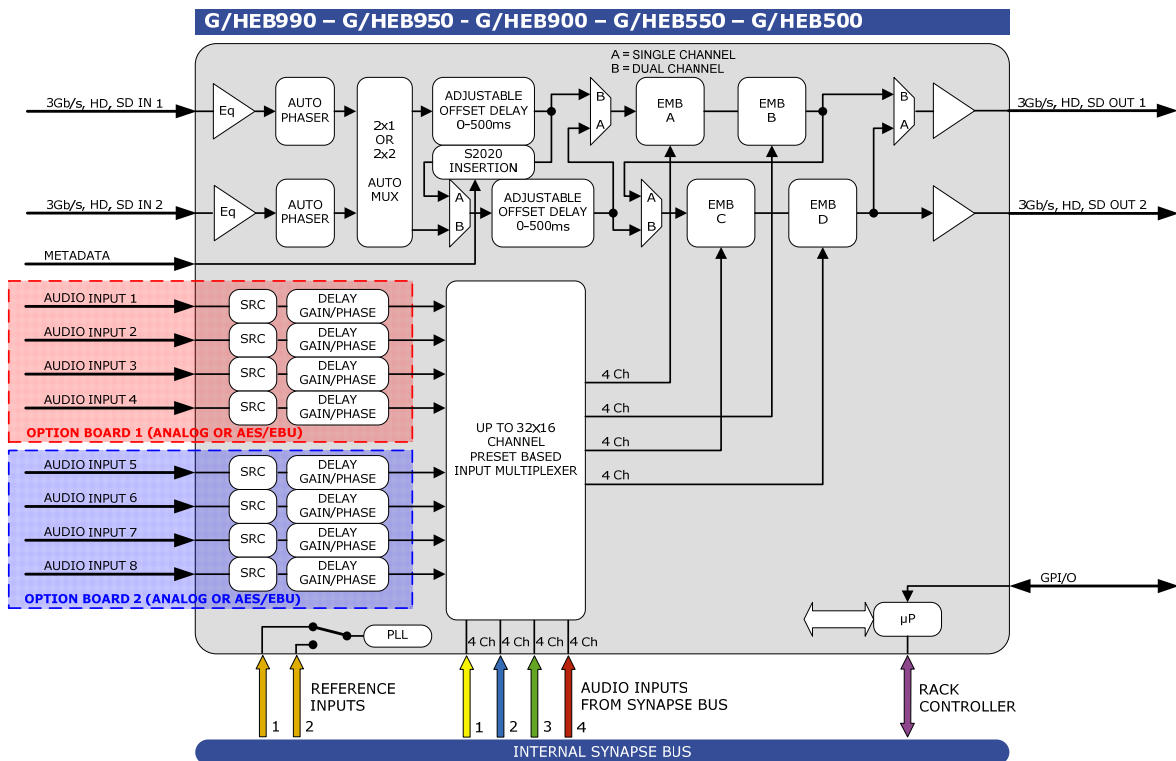 G/HEB990 – G/HEB950 - G/HEB900 – G/HEB550 – G/HEB500
A = SINGLE CHANNEL
B = DUAL CHANNEL
3Gb/s, HD, SD IN 1
Eq
AUTO
PHASER
2x1
OR
2x2
AUTO
MUX
ADJUSTABLE
OFFSET DELAY
0-500ms
S2020
INSERTION
B
A
EMB
A
EMB
B
B
A
3Gb/s, HD, SD OUT 1
3Gb/s, HD, SD IN 2
Eq
AUTO
PHASER
A
B
ADJUSTABLE
OFFSET DELAY
0-500ms
A
B
EMB
C
EMB
D
3Gb/s, HD, SD OUT 2
METADATA
AUDIO INPUT 1
SRC
DELAY
GAIN/PHASE
AUDIO INPUT 2
SRC
DELAY
GAIN/PHASE
AUDIO INPUT 3
SRC
DELAY
GAIN/PHASE
AUDIO INPUT 4
SRC
DELAY
GAIN/PHASE
OPTION BOARD 1 (ANALOG OR AES/EBU)
AUDIO INPUT 5
SRC
DELAY
GAIN/PHASE
AUDIO INPUT 6
SRC
DELAY
GAIN/PHASE
AUDIO INPUT 7
SRC
DELAY
GAIN/PHASE
AUDIO INPUT 8
SRC
DELAY
GAIN/PHASE
OPTION BOARD 2 (ANALOG OR AES/EBU)
UP TO 32X16
CHANNEL
PRESET BASED
INPUT MULTIPLEXER
4 Ch
4 Ch
4 Ch
4 Ch
GPI/O
µP
PLL
4 Ch
4 Ch
4 Ch
4 Ch
REFERENCE
INPUTS
1
2
1
2
3
4
AUDIO INPUTS
FROM SYNAPSE BUS
RACK
CONTROLLER
INTERNAL SYNAPSE BUS